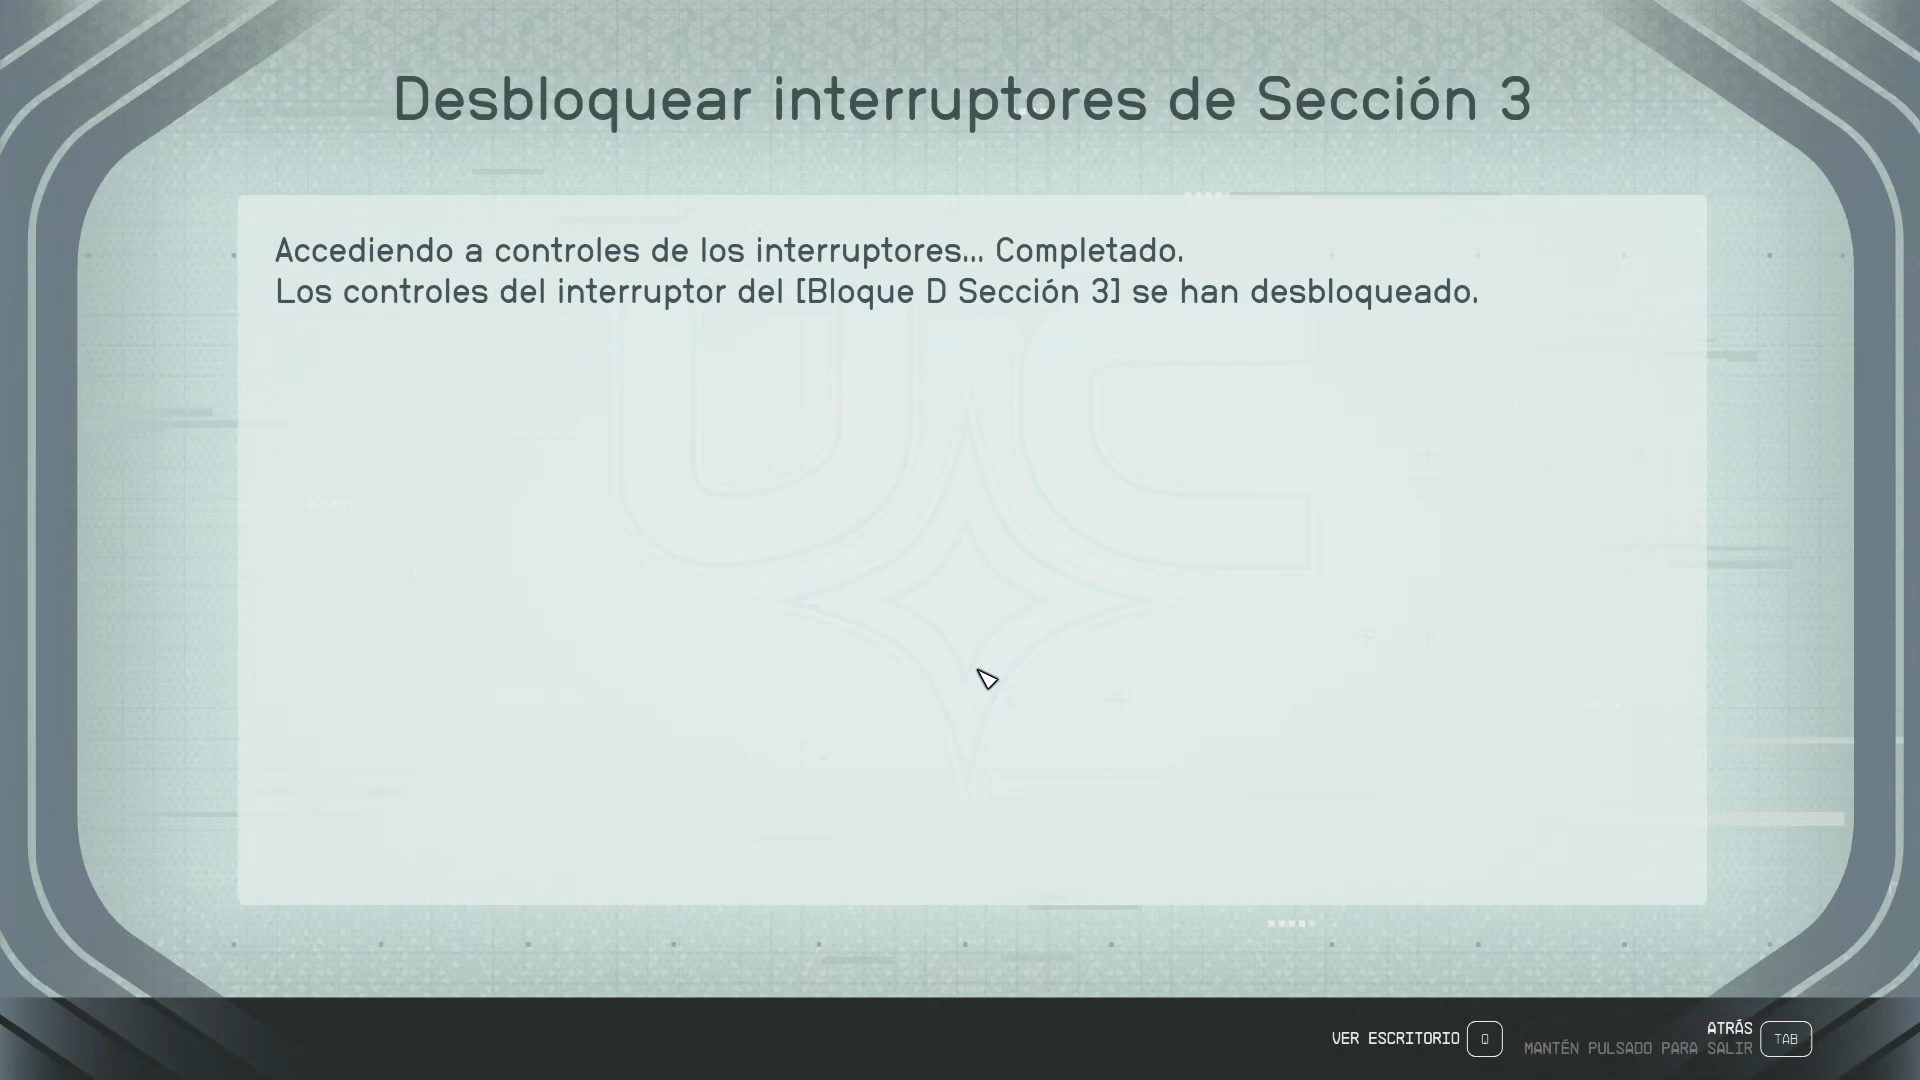 Desbloquear interruptores de Sección 3
Accediendo a controles de los interruptores... Completado.
Los controles del interruptor del [Bloque D Sección 3] se han desbloqueado.
UC
VER ESCRITORIO Q
ATRÁS TAB
MANTÉN PULSADO PARA SALIR